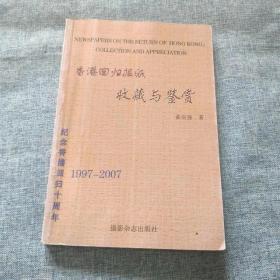 NEWSPAPERS ON THE RETURN OF HONG KONG:
COLLECTION AND APPRECIATION
香港回归报纸
收藏与鉴赏
著
纪念香港回归十周年
1997-2007
摄影杂志出版社